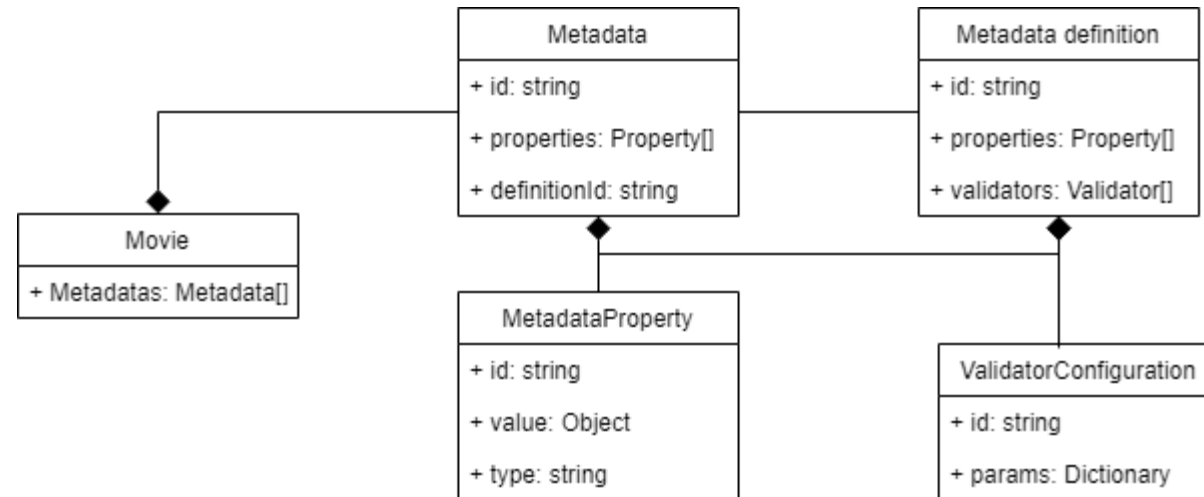 Metadata
+ id: string
+ properties: Property[]
+ definitionId: string
Metadata definition
+ id: string
+ properties: Property[]
+ validators: Validator[]
Movie
+ Metadatas: Metadata[]
MetadataProperty
+ id: string
+ value: Object
+ type: string
ValidatorConfiguration
+ id: string
+ params: Dictionary